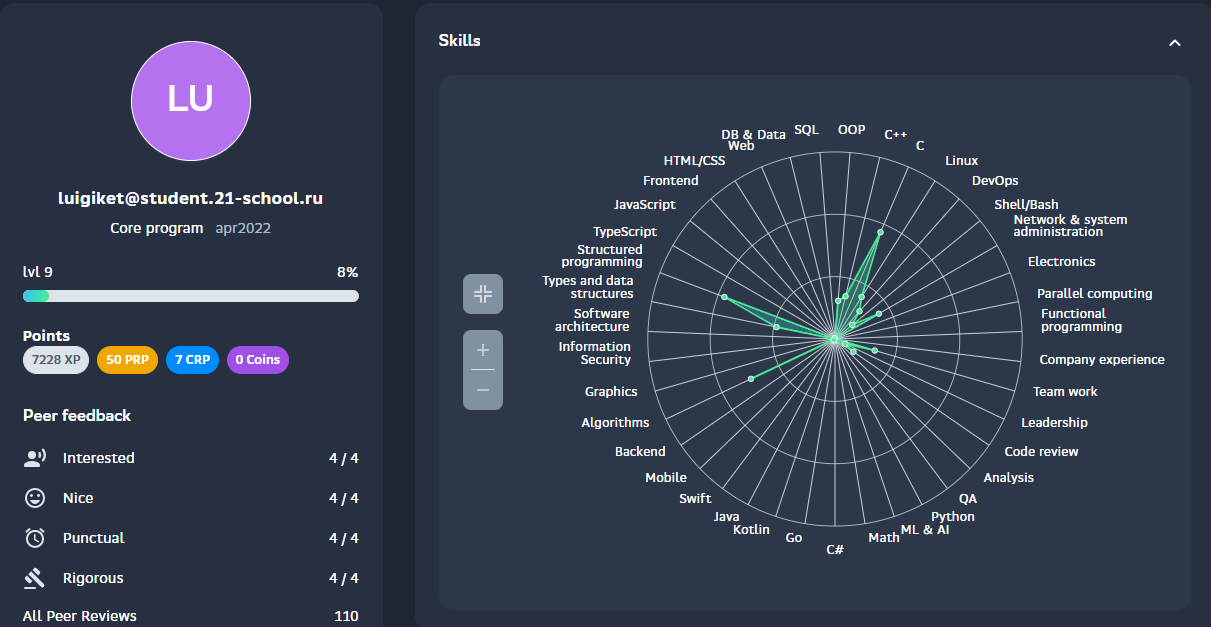 LU
luigiket@student.21-school.ru
Core program apr2022
lvl 9 8%
Points
7228 XP 50 PRP 7 CRP 0 Coins
Peer feedback
Interested 4 / 4
Nice 4 / 4
Punctual 4 / 4
Rigorous 4 / 4
All Peer Reviews 110
Skills
OOP
C++
C
Linux
DevOps
Shell/Bash
Network & system
administration
Electronics
Parallel computing
Functional
programming
Company experience
Team work
Leadership
Code review
Analysis
QA
Python
ML & AI
Math
C#
Go
Kotlin
Java
Swift
Mobile
Backend
Algorithms
Graphics
Information
Security
Software
architecture
Types and data
structures
Structured
programming
TypeScript
JavaScript
Frontend
HTML/CSS
Web
DB & Data
SQL